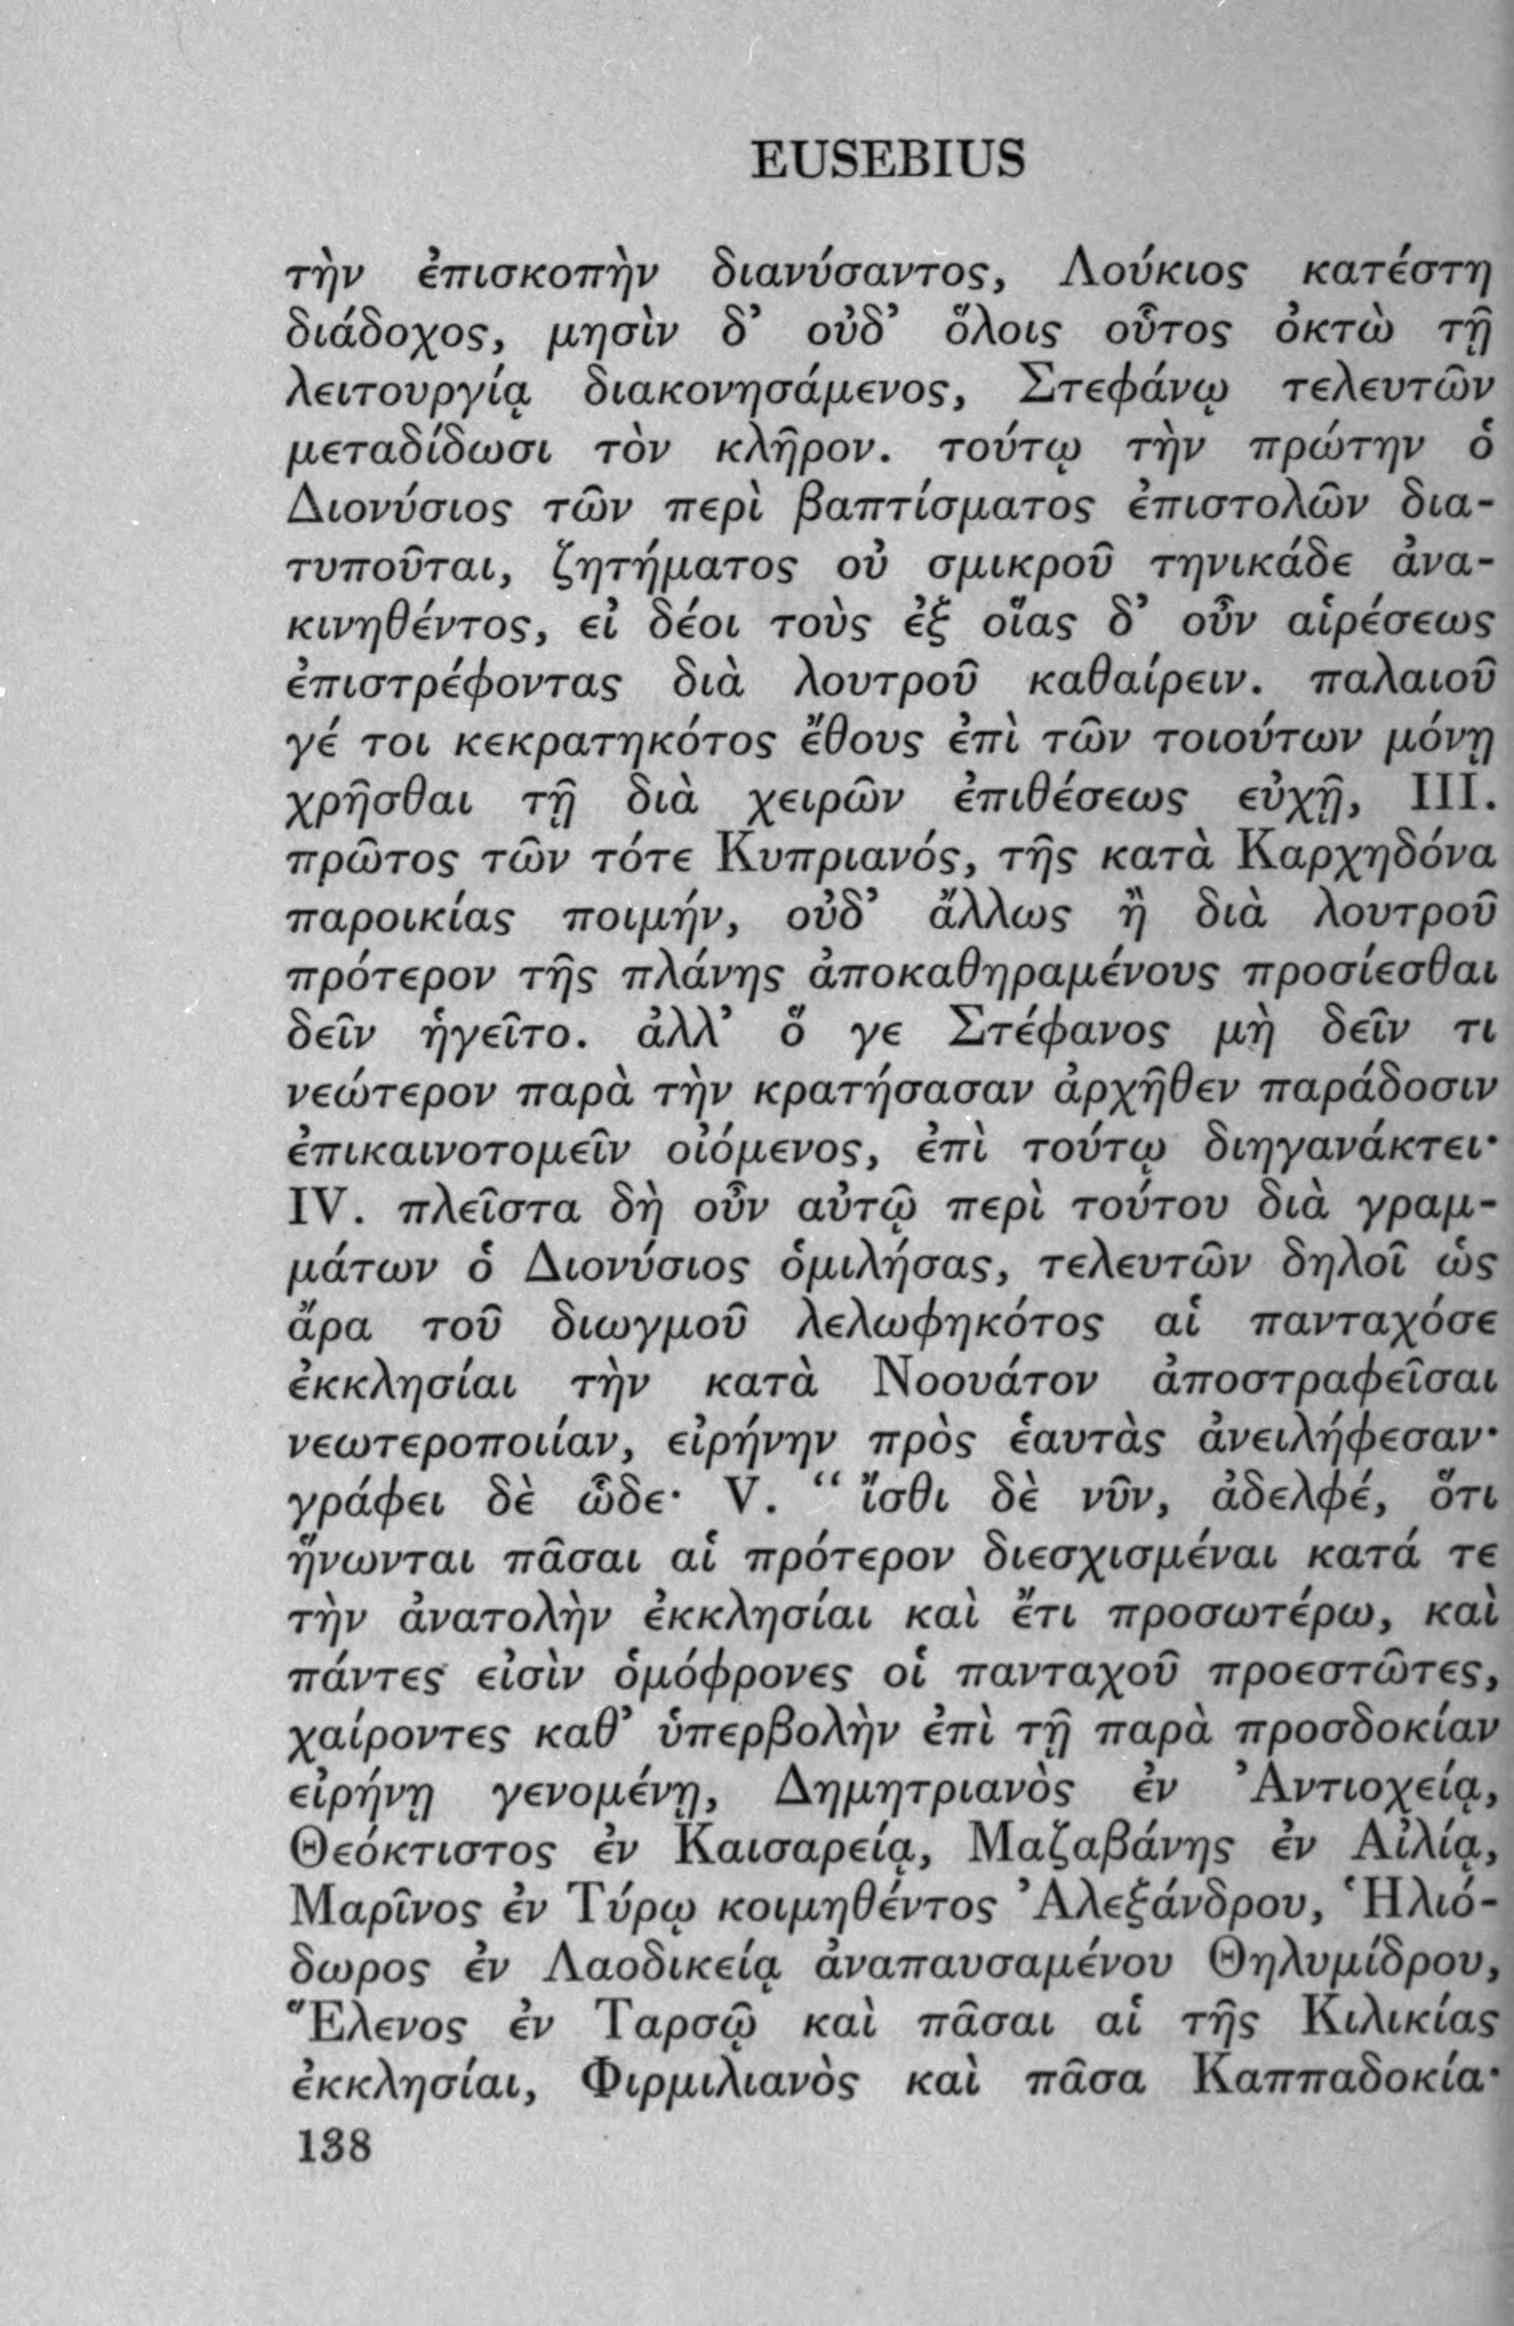 EUSEBIUS
τὴν ἐπισκοπὴν διανύσαντος, Λούκιος κατέστη
διάδοχος, μησὶν δ’ οὐδ’ ὅλοις οὗτος ὀκτὼ τῇ
λειτουργίᾳ διακονησάμενος, Στεφάνῳ τελευτῶν
μεταδίδωσι τὸν κλῆρον. τούτῳ τὴν πρώτην ὁ
Διονύσιος τῶν περὶ βαπτίσματος ἐπιστολῶν δια-
τυποῦται, ζητήματος οὐ σμικροῦ τηνικάδε ἀνα-
κινηθέντος, εἰ δέοι τοὺς ἐξ οἵας δ’ οὖν αἱρέσεως
ἐπιστρέφοντας διὰ λουτροῦ καθαίρειν. παλαιοῦ
γέ τοι κεκρατηκότος ἔθους ἐπὶ τῶν τοιούτων μόνῃ
χρῆσθαι τῇ διὰ χειρῶν ἐπιθέσεως εὐχῇ, III.
πρῶτος τῶν τότε Κυπριανός, τῆς κατὰ Καρχηδόνα
παροικίας ποιμήν, οὐδ’ ἄλλως ἢ διὰ λουτροῦ
πρότερον τῆς πλάνης ἀποκαθηραμένους προσίεσθαι
δεῖν ἡγεῖτο. ἀλλ’ ὅ γε Στέφανος μὴ δεῖν τι
νεώτερον παρὰ τὴν κρατήσασαν ἀρχῆθεν παράδοσιν
ἐπικαινοτομεῖν οἰόμενος, ἐπὶ τούτῳ διηγανάκτει·
IV. πλεῖστα δὴ οὖν αὐτῷ περὶ τούτου διὰ γραμ-
μάτων ὁ Διονύσιος ὁμιλήσας, τελευτῶν δηλοῖ ὡς
ἄρα τοῦ διωγμοῦ λελωφηκότος αἱ πανταχόσε
ἐκκλησίαι τὴν κατὰ Νοουάτον ἀποστραφεῖσαι
νεωτεροποιίαν, εἰρήνην πρὸς ἑαυτὰς ἀνειλήφεσαν·
γράφει δὲ ὧδε· V. “ ἴσθι δὲ νῦν, ἀδελφέ, ὅτι
ἥνωνται πᾶσαι αἱ πρότερον διεσχισμέναι κατά τε
τὴν ἀνατολὴν ἐκκλησίαι καὶ ἔτι προσωτέρω, καὶ
πάντες εἰσὶν ὁμόφρονες οἱ πανταχοῦ προεστῶτες,
χαίροντες καθ’ ὑπερβολὴν ἐπὶ τῇ παρὰ προσδοκίαν
εἰρήνῃ γενομένῃ, Δημητριανὸς ἐν Ἀντιοχείᾳ,
Θεόκτιστος ἐν Καισαρείᾳ, Μαζαβάνης ἐν Αἰλίᾳ,
Μαρῖνος ἐν Τύρῳ κοιμηθέντος Ἀλεξάνδρου, Ἡλιό-
δωρος ἐν Λαοδικείᾳ ἀναπαυσαμένου Θηλυμίδρου,
Ἕλενος ἐν Ταρσῷ καὶ πᾶσαι αἱ τῆς Κιλικίας
ἐκκλησίαι, Φιρμιλιανὸς καὶ πᾶσα Καππαδοκία·
138